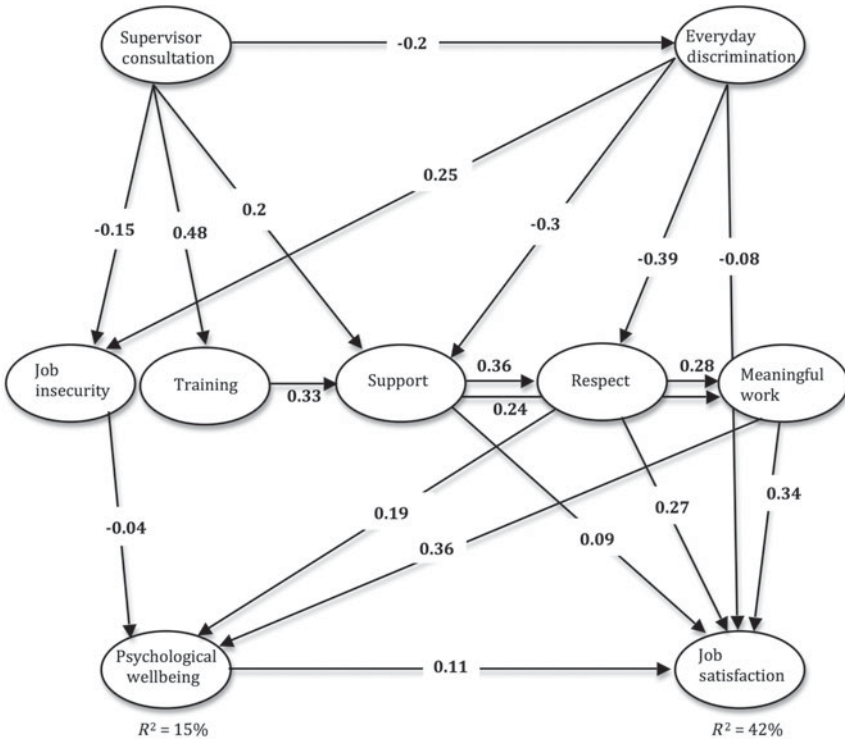 Supervisor
consultation
-0.2
Everyday
discrimination
0.25
-0.15
0.48
0.2
-0.3
-0.39
-0.08
Job
insecurity
Training
0.33
Support
0.36
0.24
Respect
0.28
Meaningful
work
-0.04
0.19
0.36
0.09
0.27
0.34
Psychological
wellbeing
0.11
Job
satisfaction
R² = 15%
R² = 42%